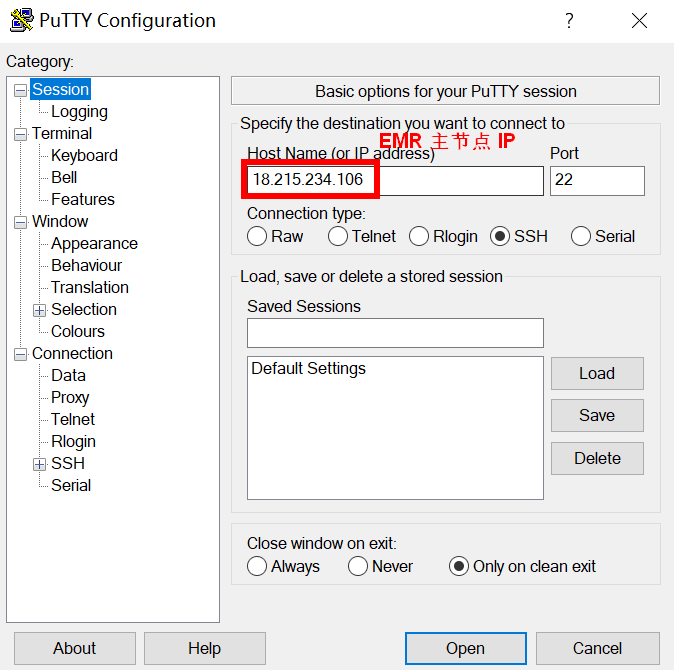 PuTTY Configuration
?
Category:
Session
Logging
Terminal
Keyboard
Bell
Features
Window
Appearance
Behaviour
Translation
Selection
Colours
Connection
Data
Proxy
Telnet
Rlogin
SSH
Serial
Basic options for your PuTTY session
Specify the destination you want to connect to
EMR 主节点 IP
Host Name (or IP address) Port
18.215.234.106 22
Connection type:
Raw Telnet Rlogin SSH Serial
Load, save or delete a stored session
Saved Sessions
Default Settings
Load
Save
Delete
Close window on exit:
Always Never Only on clean exit
About Help Open Cancel